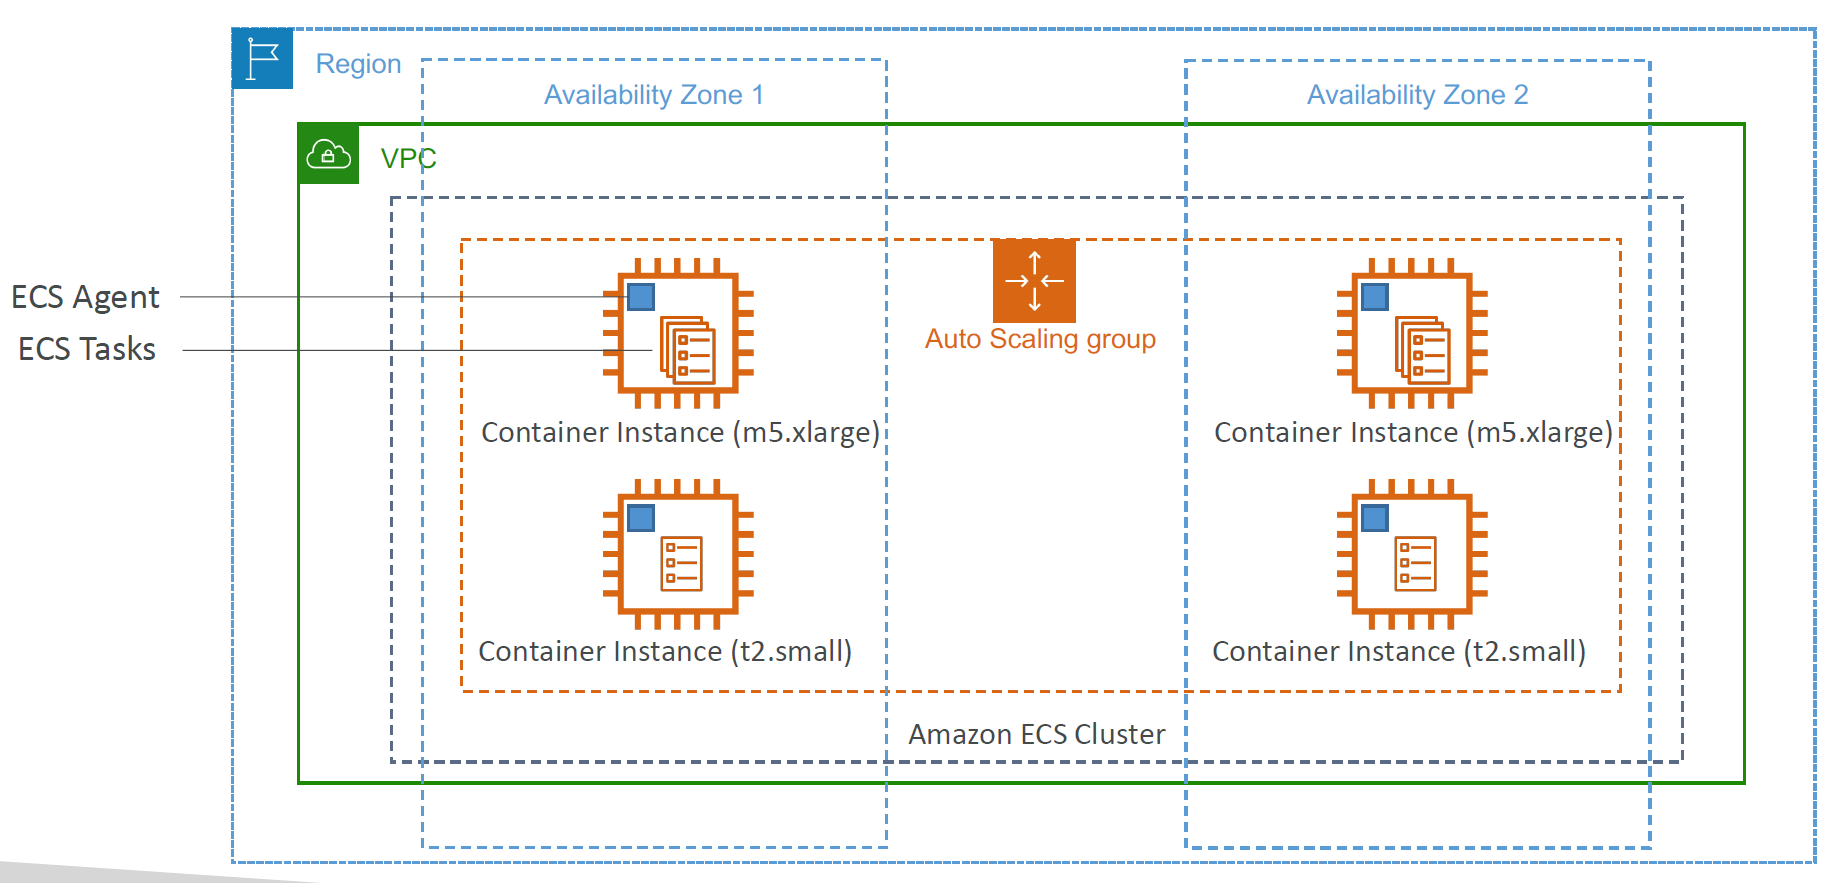 Region
Availability Zone 1
Availability Zone 2
VPC
ECS Agent
ECS Tasks
Auto Scaling group
Container Instance (m5.xlarge)
Container Instance (m5.xlarge)
Container Instance (t2.small)
Container Instance (t2.small)
Amazon ECS Cluster